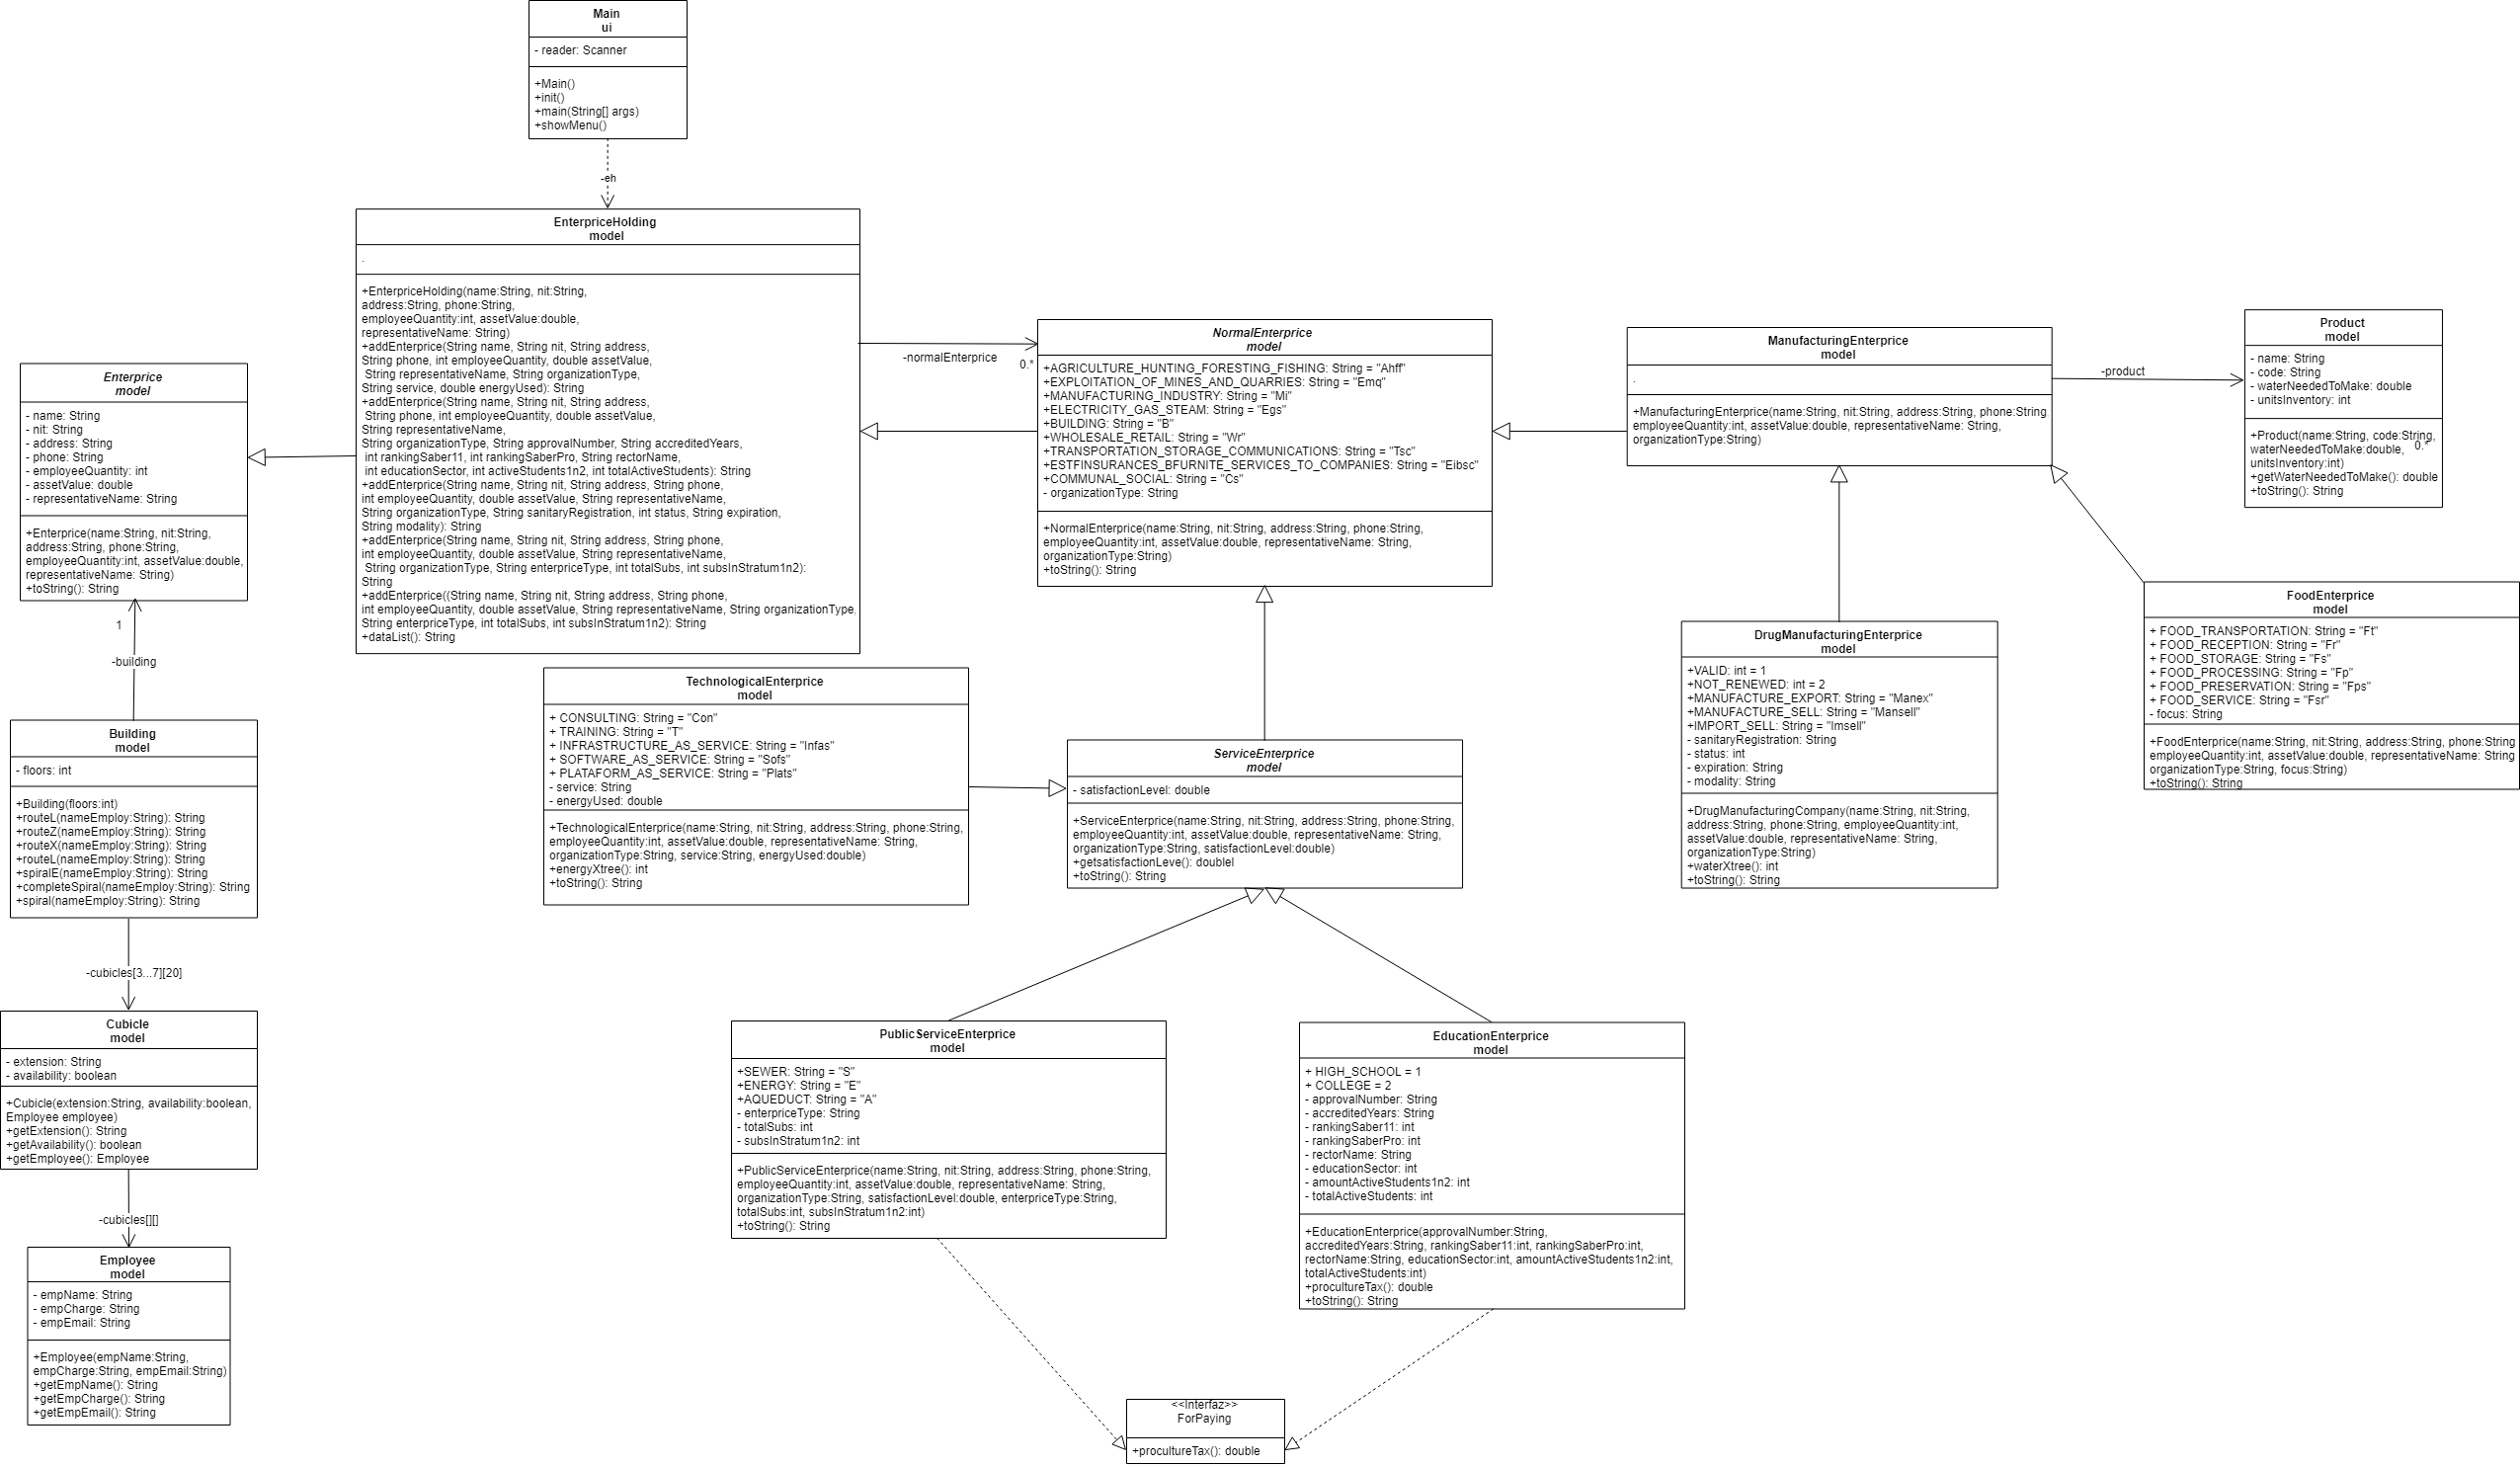 Main
ui
- reader: Scanner
+Main()
+init()
+main(String[] args)
+showMenu()
-eh
EnterpriceHolding
model
.
+EnterpriceHolding(name:String, nit:String,
address:String, phone:String,
employeeQuantity:int, assetValue:double,
representativeName: String)
+addEnterprice(String name, String nit, String address,
String phone, int employeeQuantity, double assetValue,
String representativeName, String organizationType,
String service, double energyUsed): String
+addEnterprice(String name, String nit, String address,
String phone, int employeeQuantity, double assetValue,
String representativeName,
String organizationType, String approvalNumber, String accreditedYears,
int rankingSaber11, int rankingSaberPro, String rectorName,
int educationSector, int activeStudents1n2, int totalActiveStudents): String
+addEnterprice(String name, String nit, String address, String phone,
int employeeQuantity, double assetValue, String representativeName,
String organizationType, String sanitaryRegistration, int status, String expiration,
String modality): String
+addEnterprice(String name, String nit, String address, String phone,
int employeeQuantity, double assetValue, String representativeName,
String organizationType, String enterpriceType, int totalSubs, int subsInStratum1n2):
String
+addEnterprice((String name, String nit, String address, String phone,
int employeeQuantity, double assetValue, String representativeName, String organizationType,
String enterpriceType, int totalSubs, int subsInStratum1n2): String
+dataList(): String
-normalEnterprice
0.*
NormalEnterprice
model
+AGRICULTURE_HUNTING_FORESTING_FISHING: String = "Ahff"
+EXPLOITATION_OF_MINES_AND_QUARRIES: String = "Emq"
+MANUFACTURING_INDUSTRY: String = "Mi"
+ELECTRICITY_GAS_STEAM: String = "Egs"
+BUILDING: String = "B"
+WHOLESALE_RETAIL: String = "Wr"
+TRANSPORTATION_STORAGE_COMMUNICATIONS: String = "Tsc"
+ESTFINSURANCES_BFURNITE_SERVICES_TO_COMPANIES: String = "Eibsc"
+COMMUNAL_SOCIAL: String = "Cs"
- organizationType: String
+NormalEnterprice(name:String, nit:String, address:String, phone:String,
employeeQuantity:int, assetValue:double, representativeName: String,
organizationType:String)
+toString(): String
ManufacturingEnterprice
model
.
+ManufacturingEnterprice(name:String, nit:String, address:String, phone:String
employeeQuantity:int, assetValue:double, representativeName: String,
organizationType:String)
-product
Product
model
- name: String
- code: String
- waterNeededToMake: double
- unitsInventory: int
+Product(name:String, code:String,
waterNeededToMake:double,
unitsInventory:int)
+getWaterNeededToMake(): double
+toString(): String
0.*
Enterprice
model
- name: String
- nit: String
- address: String
- phone: String
- employeeQuantity: int
- assetValue: double
- representativeName: String
+Enterprice(name:String, nit:String,
address:String, phone:String,
employeeQuantity:int, assetValue:double,
representativeName: String)
+toString(): String
1
-building
Building
model
- floors: int
+Building(floors:int)
+routeL(nameEmploy:String): String
+routeZ(nameEmploy:String): String
+routeX(nameEmploy:String): String
+routeL(nameEmploy:String): String
+spiralE(nameEmploy:String): String
+completeSpiral(nameEmploy:String): String
+spiral(nameEmploy:String): String
-cubicles[3...7][20]
Cubicle
model
- extension: String
- availability: boolean
+Cubicle(extension:String, availability:boolean,
Employee employee)
+getExtension(): String
+getAvailability(): boolean
+getEmployee(): Employee
-cubicles[][]
Employee
model
- empName: String
- empCharge: String
- empEmail: String
+Employee(empName:String,
empCharge:String, empEmail:String)
+getEmpName(): String
+getEmpCharge(): String
+getEmpEmail(): String
TechnologicalEnterprice
model
+ CONSULTING: String = "Con"
+ TRAINING: String = "T"
+ INFRASTRUCTURE_AS_SERVICE: String = "Infas"
+ SOFTWARE_AS_SERVICE: String = "Sofs"
+ PLATAFORM_AS_SERVICE: String = "Plats"
- service: String
- energyUsed: double
+TechnologicalEnterprice(name:String, nit:String, address:String, phone:String,
employeeQuantity:int, assetValue:double, representativeName: String,
organizationType:String, service:String, energyUsed:double)
+energyXtree(): int
+toString(): String
ServiceEnterprice
model
- satisfactionLevel: double
+ServiceEnterprice(name:String, nit:String, address:String, phone:String,
employeeQuantity:int, assetValue:double, representativeName: String,
organizationType:String, satisfactionLevel:double)
+getsatisfactionLeve(): doublel
+toString(): String
DrugManufacturingEnterprice
model
+VALID: int = 1
+NOT_RENEWED: int = 2
+MANUFACTURE_EXPORT: String = "Manex"
+MANUFACTURE_SELL: String = "Mansell"
+IMPORT_SELL: String = "Imsell"
- sanitaryRegistration: String
- status: int
- expiration: String
- modality: String
+DrugManufacturingCompany(name:String, nit:String,
address:String, phone:String, employeeQuantity:int,
assetValue:double, representativeName: String,
organizationType:String)
+waterXtree(): int
+toString(): String
FoodEnterprice
model
+ FOOD_TRANSPORTATION: String = "Ft"
+ FOOD_RECEPTION: String = "Fr"
+ FOOD_STORAGE: String = "Fs"
+ FOOD_PROCESSING: String = "Fp"
+ FOOD_PRESERVATION: String = "Fps"
+ FOOD_SERVICE: String = "Fsr"
- focus: String
+FoodEnterprice(name:String, nit:String, address:String, phone:String
employeeQuantity:int, assetValue:double, representativeName: String
organizationType:String, focus:String)
+toString(): String
PublicServiceEnterprice
model
+SEWER: String = "S"
+ENERGY: String = "E"
+AQUEDUCT: String = "A"
- enterpriceType: String
- totalSubs: int
- subsInStratum1n2: int
+PublicServiceEnterprice(name:String, nit:String, address:String, phone:String,
employeeQuantity:int, assetValue:double, representativeName: String,
organizationType:String, satisfactionLevel:double, enterpriceType:String,
totalSubs:int, subsInStratum1n2:int)
+toString(): String
EducationEnterprice
model
+ HIGH_SCHOOL = 1
+ COLLEGE = 2
- approvalNumber: String
- accreditedYears: String
- rankingSaber11: int
- rankingSaberPro: int
- rectorName: String
- educationSector: int
- amountActiveStudents1n2: int
- totalActiveStudents: int
+EducationEnterprice(approvalNumber:String,
accreditedYears:String, rankingSaber11:int, rankingSaberPro:int,
rectorName:String, educationSector:int, amountActiveStudents1n2:int,
totalActiveStudents:int)
+procultureTax(): double
+toString(): String
<<Interfaz>>
ForPaying
+procultureTax(): double